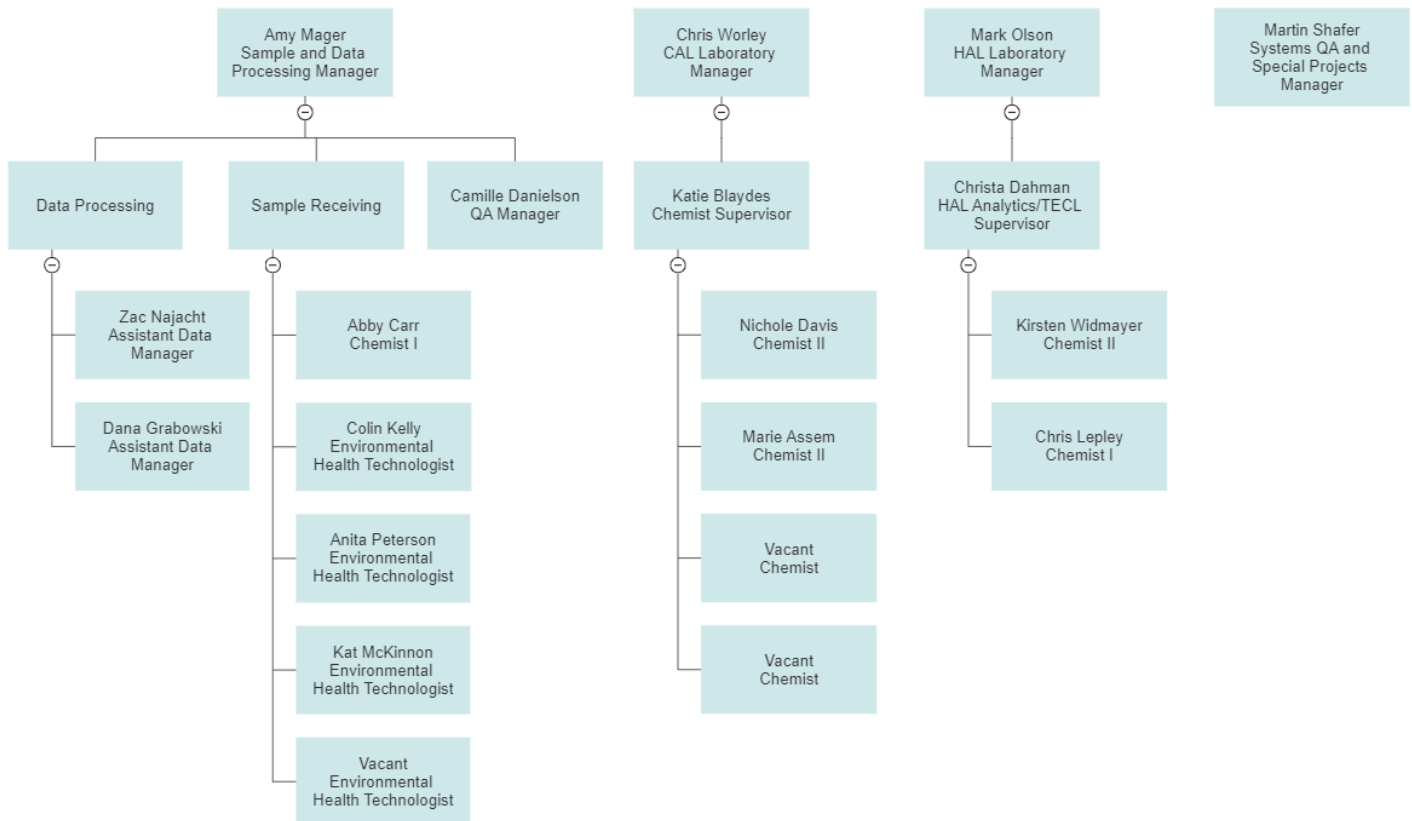 Amy Mager
Sample and Data
Processing Manager
Chris Worley
CAL Laboratory
Manager
Mark Olson
HAL Laboratory
Manager
Martin Shafer
Systems QA and
Special Projects
Manager
Data Processing
Sample Receiving
Camille Danielson
QA Manager
Katie Blaydes
Chemist Supervisor
Christa Dahman
HAL Analytics/TECL
Supervisor
Zac Najacht
Assistant Data
Manager
Abby Carr
Chemist I
Nichole Davis
Chemist II
Kirsten Widmayer
Chemist II
Dana Grabowski
Assistant Data
Manager
Colin Kelly
Environmental
Health Technologist
Marie Assem
Chemist II
Chris Lepley
Chemist I
Anita Peterson
Environmental
Health Technologist
Vacant
Chemist
Kat McKinnon
Environmental
Health Technologist
Vacant
Chemist
Vacant
Environmental
Health Technologist